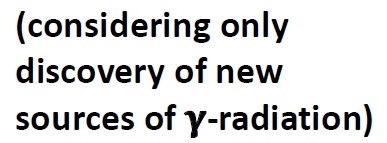 (considering only
discovery of new
sources of γ-radiation)